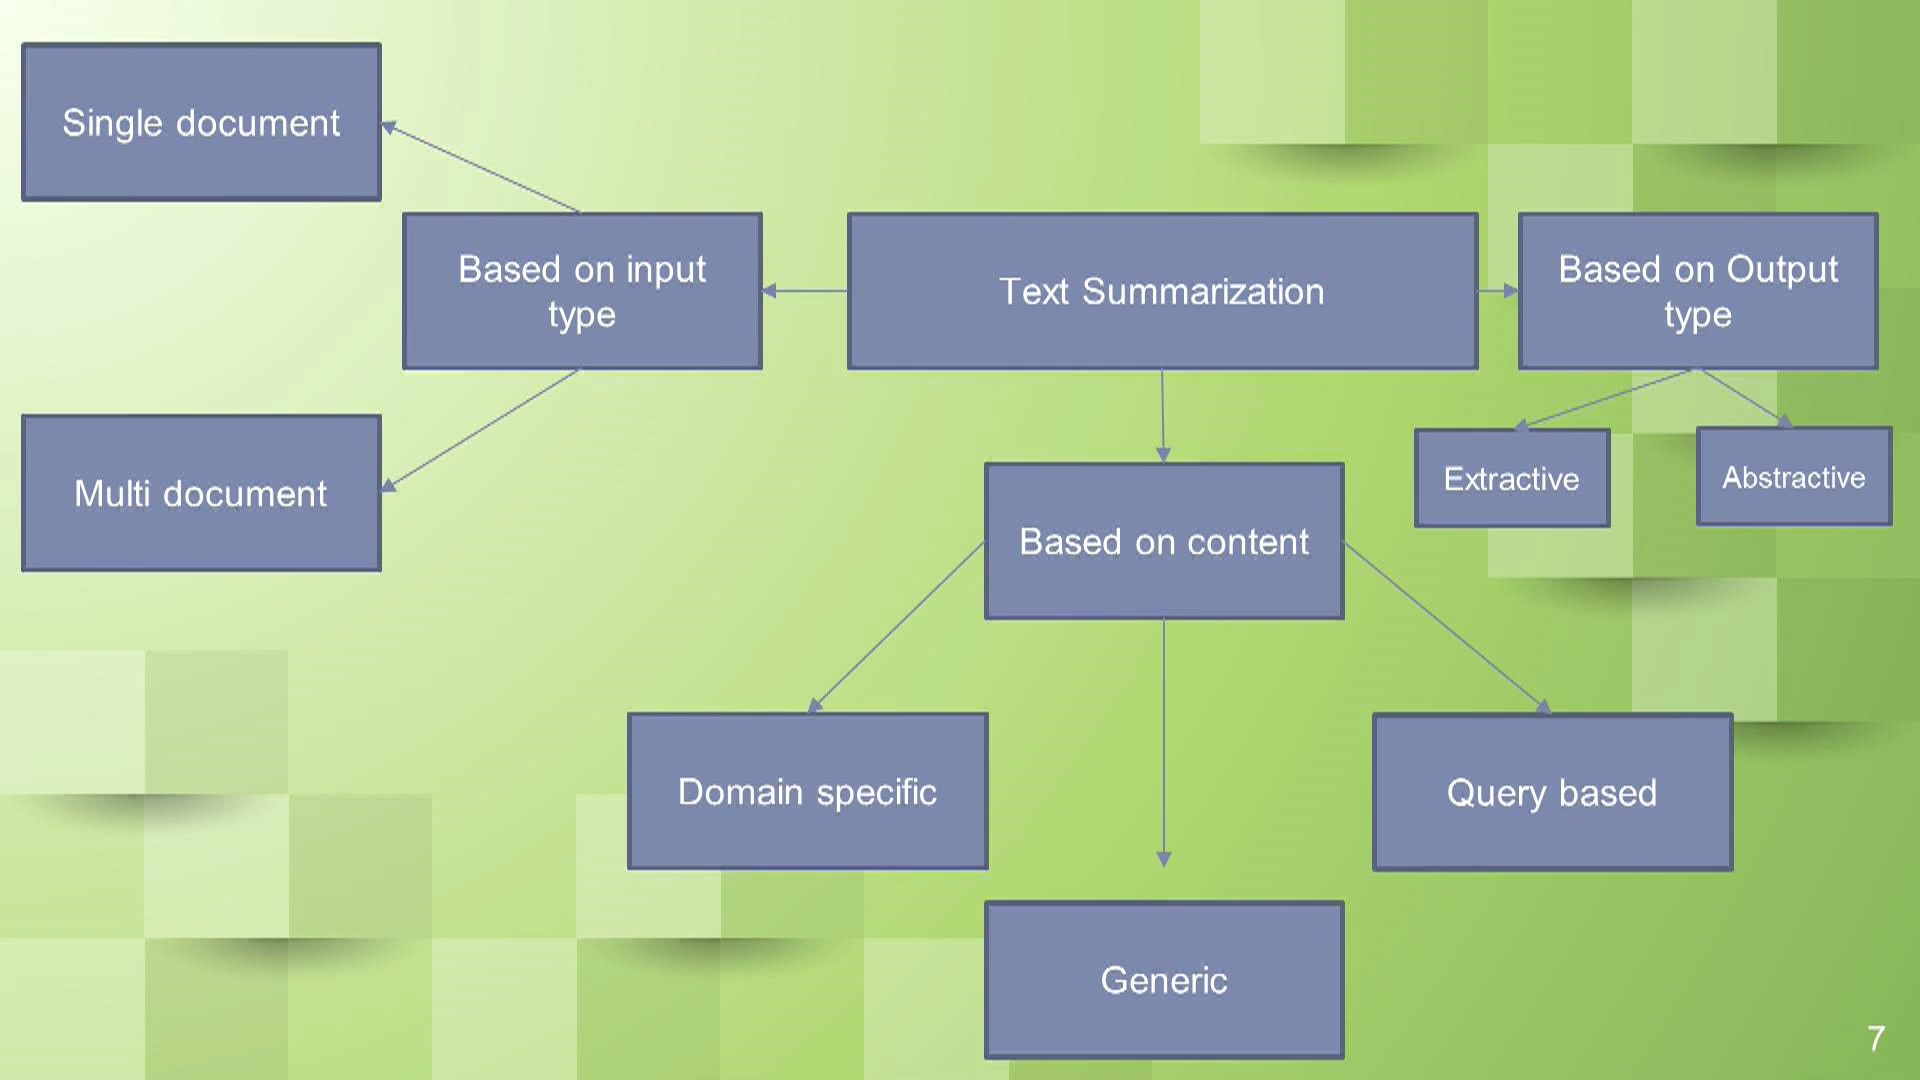 Single document
Based on input
type
Text Summarization
Based on Output
type
Multi document
Extractive
Abstractive
Based on content
Domain specific
Query based
Generic
7